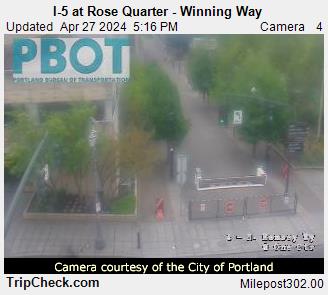 I-5 at Rose Quarter - Winning Way
Updated Apr 27 2024 5:16 PM Camera 4
PBOT
PORTLAND BUREAU OF TRANSPORTATION
Camera courtesy of the City of Portland
TripCheck.com Milepost302.00